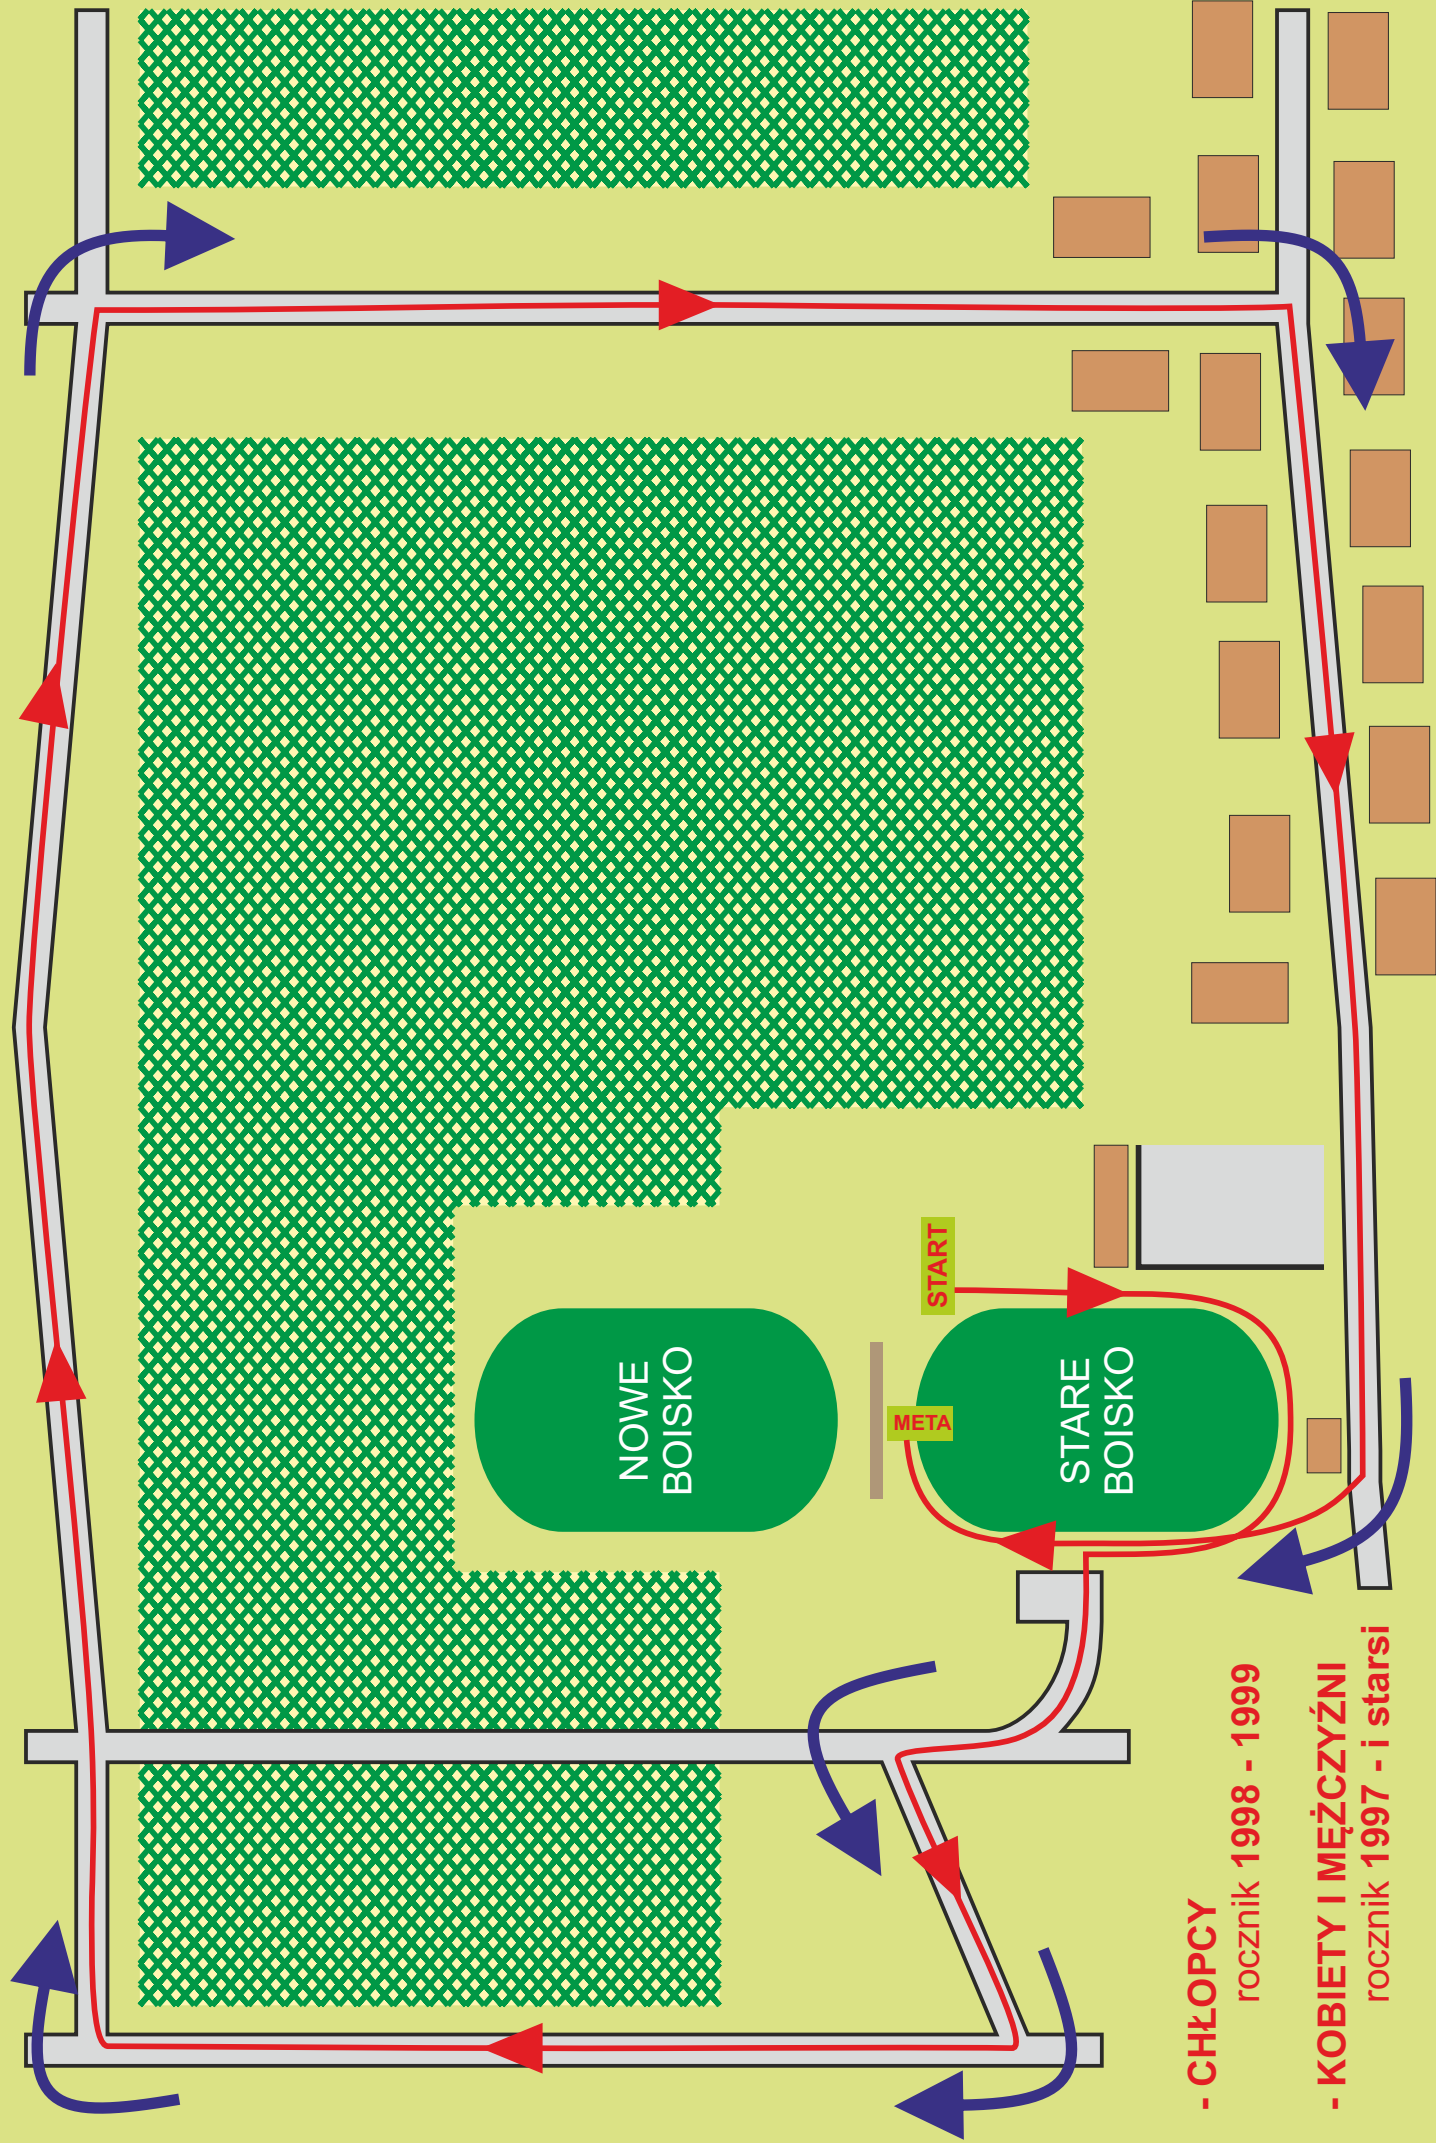 NOWE
BOISKO
META
START
STARE
BOISKO
- CHŁOPCY
rocznik 1998 - 1999
- KOBIETY I MĘŻCZYŹNI
rocznik 1997 - i starsi